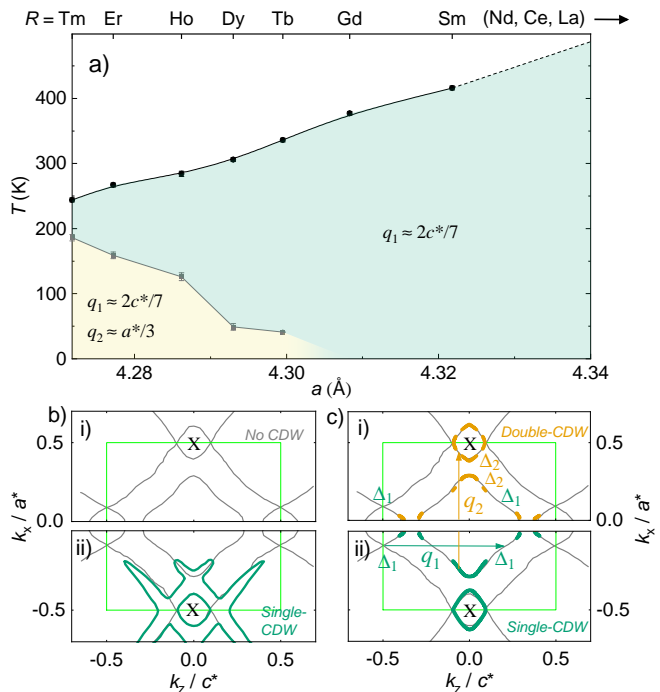 R = Tm Er Ho Dy Tb Gd Sm (Nd, Ce, La)
a)
400
300
200
100
0
T (K)
q₁ ≈ 2c*/7
q₁ ≈ 2c*/7
q₂ ≈ a*/3
4.28 4.30 4.32 4.34
a (Å)
b)
i)
No CDW
X
0.5
0.0
ii)
X
Single-
CDW
-0.5
kₓ / a*
-0.5 0.0 0.5
k_z / c*
c)
i)
Double-CDW
X
Δ₂
Δ₂
Δ₁
Δ₁
q₂
0.5
0.0
ii)
q₁
Δ₁
Δ₁
X
Single-CDW
-0.5
kₓ / a*
-0.5 0.0 0.5
k_z / c*